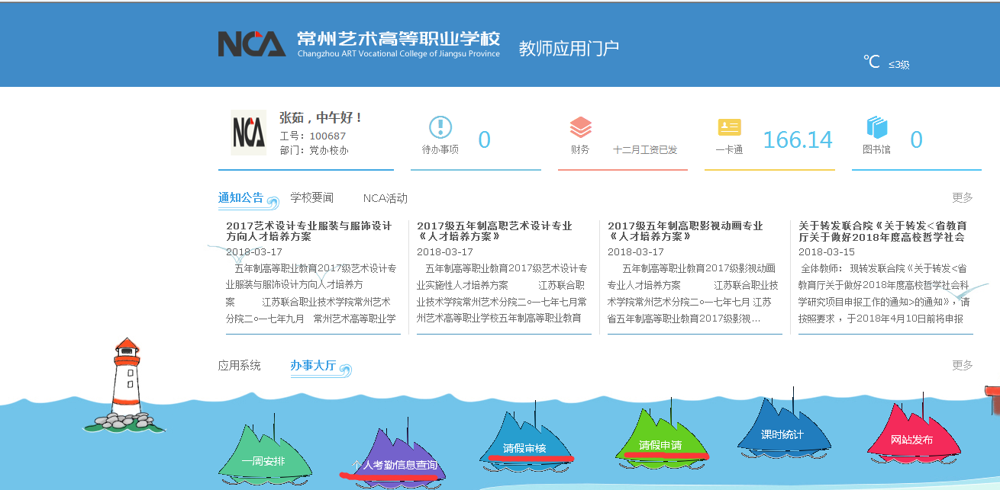 NCA 常州艺术高等职业学校 教师应用门户
Changzhou ART Vocational College of Jiangsu Province
℃ ≤3级
NCA
张茹，中午好！
工号：100687
部门：党办校办
待办事项 0
财务 十二月工资已发
一卡通 166.14
图书馆 0
通知公告 学校要闻 NCA活动 更多
2017艺术设计专业服装与服饰设计
方向人才培养方案
2018-03-17
五年制高等职业教育2017级艺术设计专
业服装与服饰设计方向人才培养方
案 江苏联合职业技术学院常州艺术
分院二○一七年九月 常州艺术高等职业学
2017级五年制高职艺术设计专业
《人才培养方案》
2018-03-17
五年制高等职业教育2017级艺术设计专
业实施性人才培养方案 江苏联合职
业技术学院常州艺术分院二○一七年七月常
州艺术高等职业学校五年制高等职业教育
2017级五年制高职影视动画专业
《人才培养方案》
2018-03-17
五年制高等职业教育2017级影视动画
专业人才培养方案 江苏联合职业技
术学院常州艺术分院二○一七年七月 江苏
省五年制高等职业教育2017级影视...
关于转发联合院《关于转发<省教育
厅关于做好2018年度高校哲学社会
2018-03-15
全体教师： 现转发联合院《关于转发<省
教育厅关于做好2018年度高校哲学社会科
学研究项目申报工作的通知>的通知》，请
按照要求 ，于2018年4月10日前将申报
应用系统 办事大厅 更多
一周安排
个人考勤信息查询
请假审核
请假申请
课时统计
网站发布